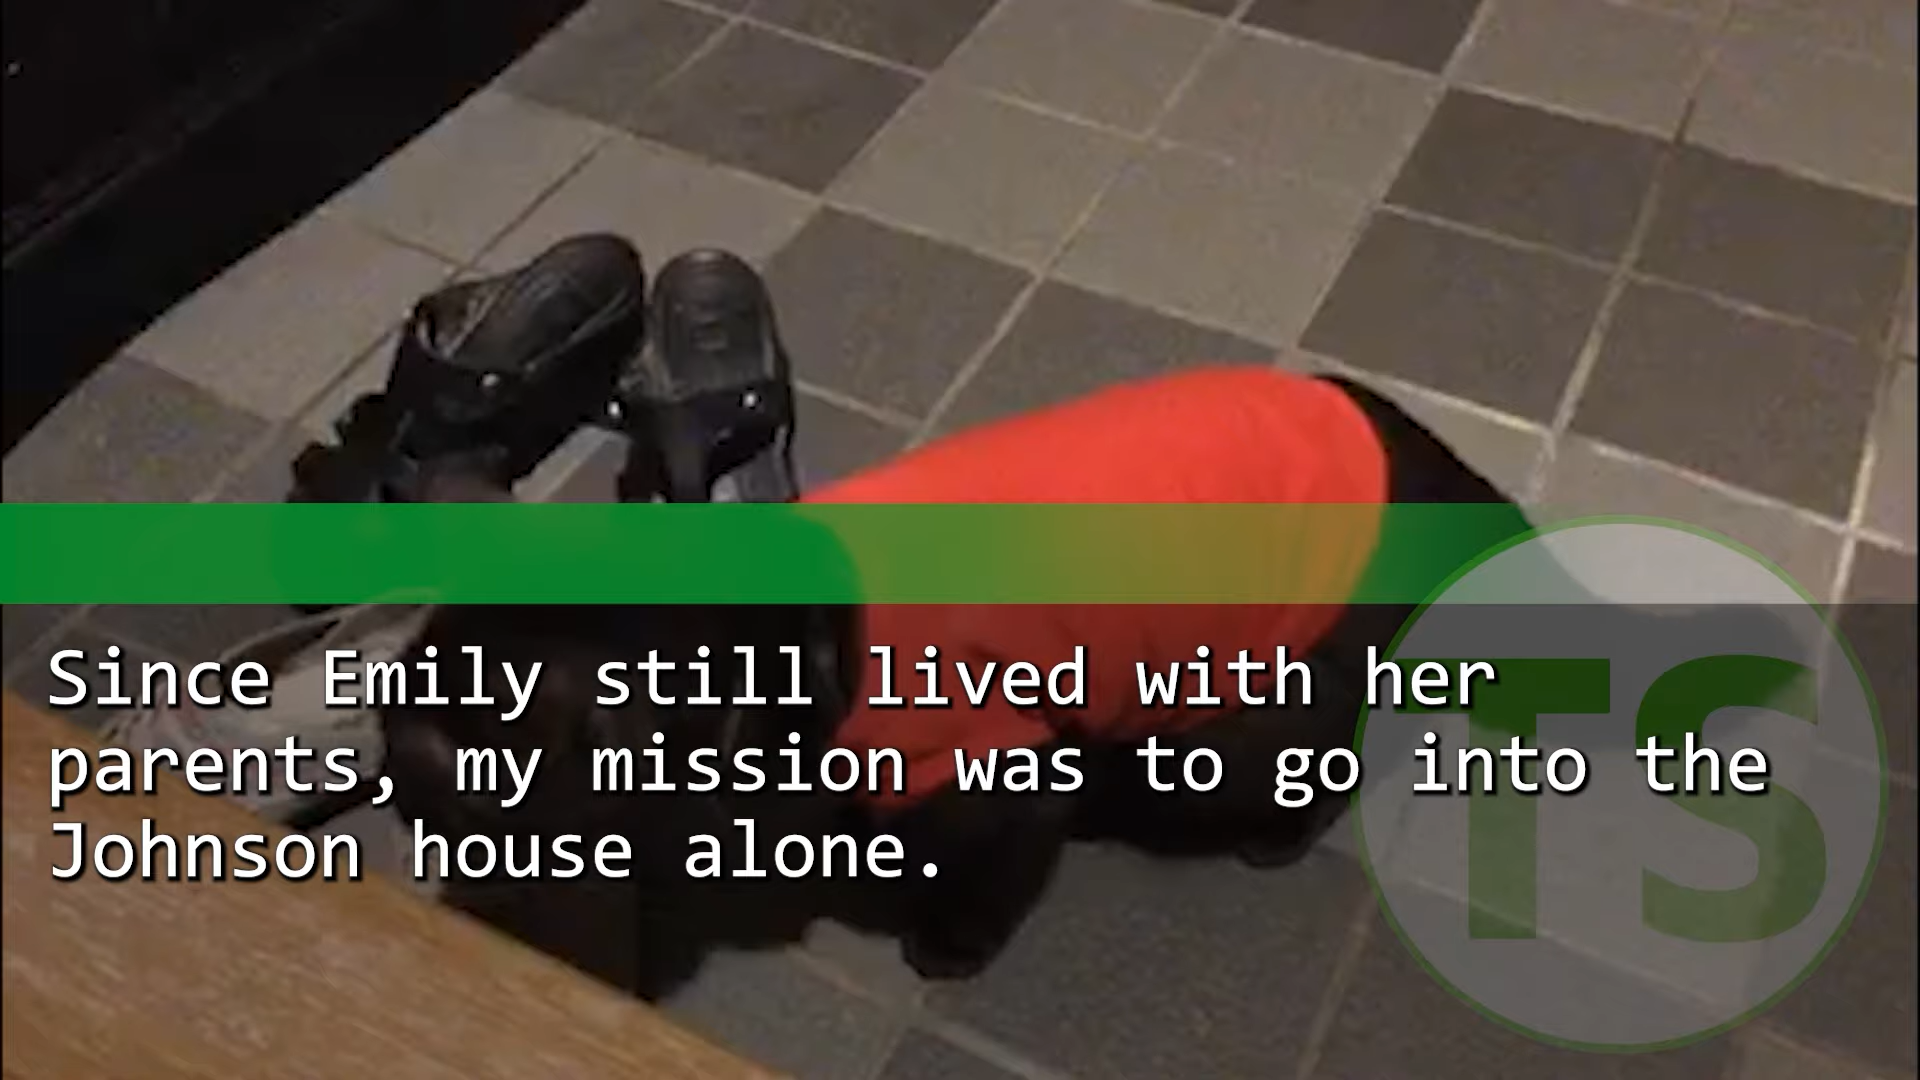 Since Emily still lived with her
parents, my mission was to go into the
Johnson house alone.
TS